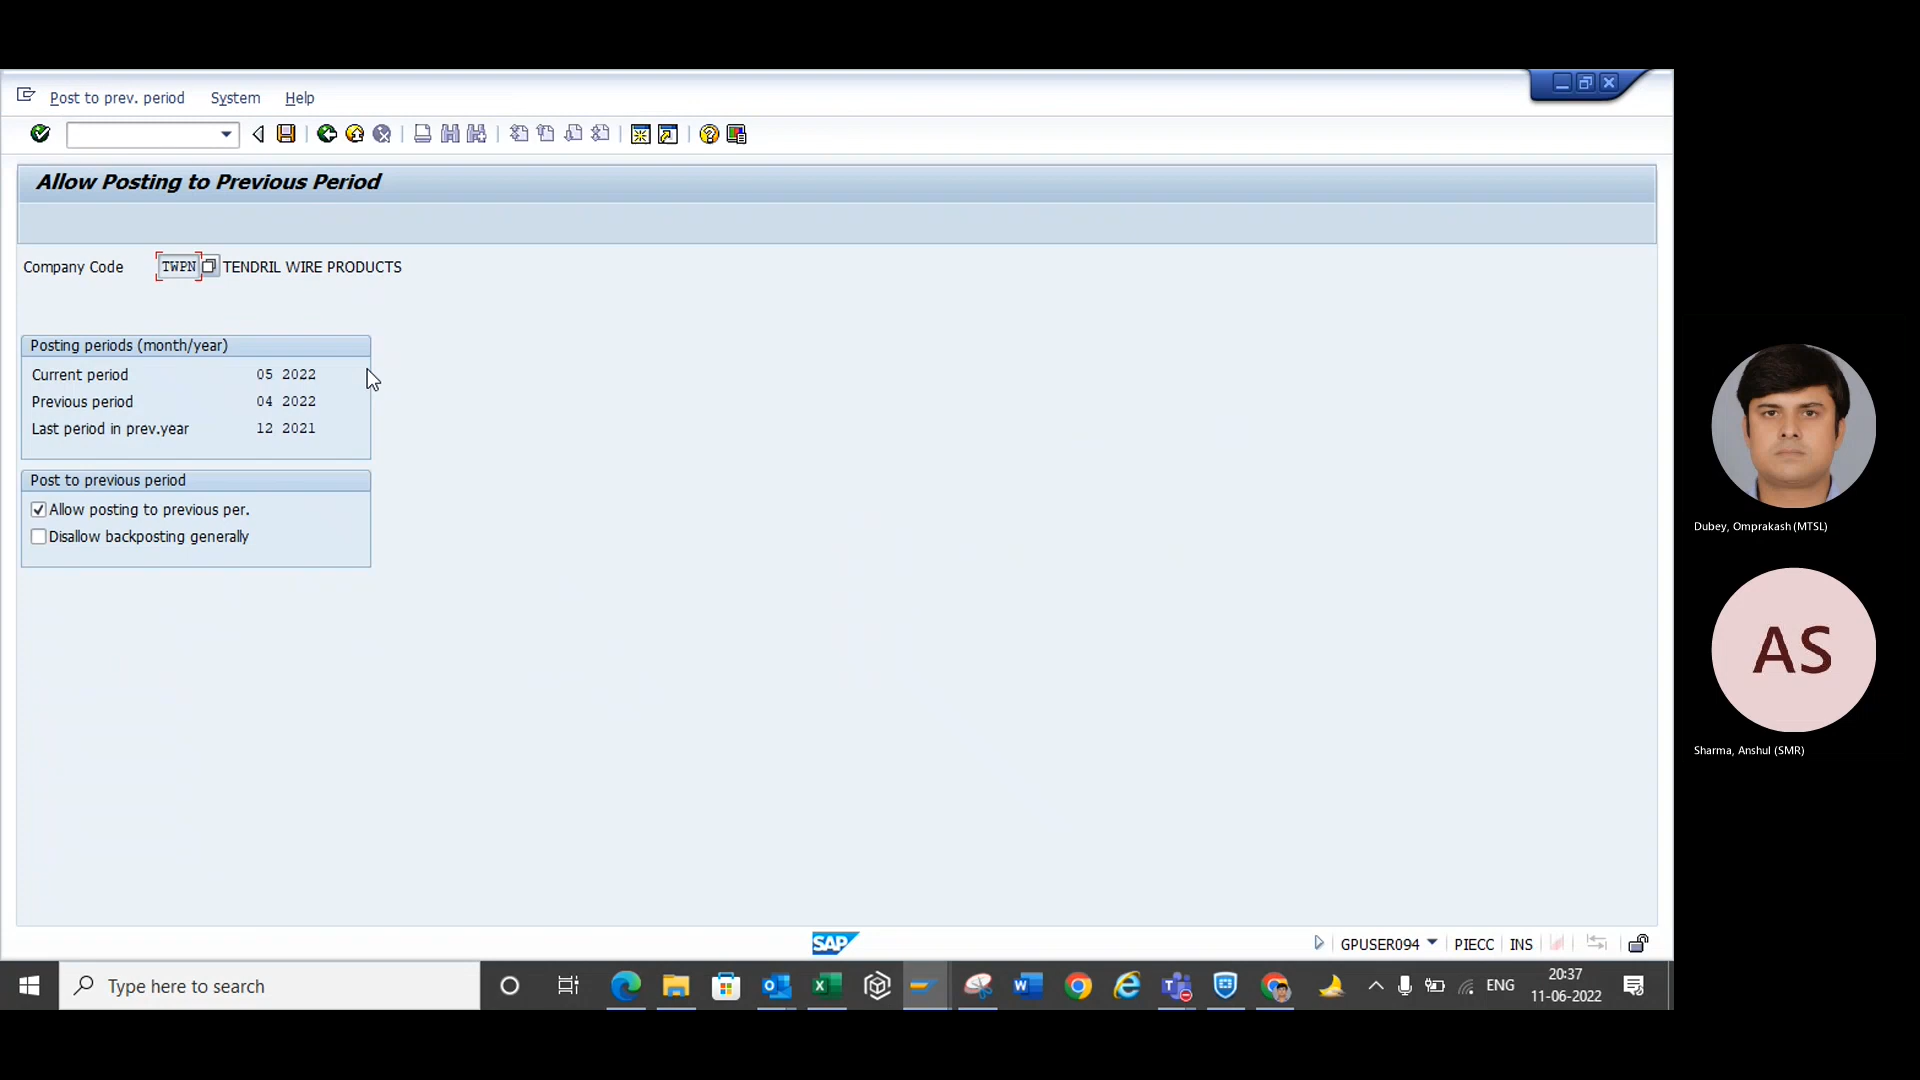 Post to prev. period System Help
Allow Posting to Previous Period
Company Code TWPN TENDRIL WIRE PRODUCTS
Posting periods (month/year)
Current period 05 2022
Previous period 04 2022
Last period in prev.year 12 2021
Post to previous period
Allow posting to previous per.
Disallow backposting generally
Dubey, Omprakash (MTSL)
AS
Sharma, Anshul (SMR)
SAP GPUSER094 PIECC INS
Type here to search
ENG
20:37
11-06-2022